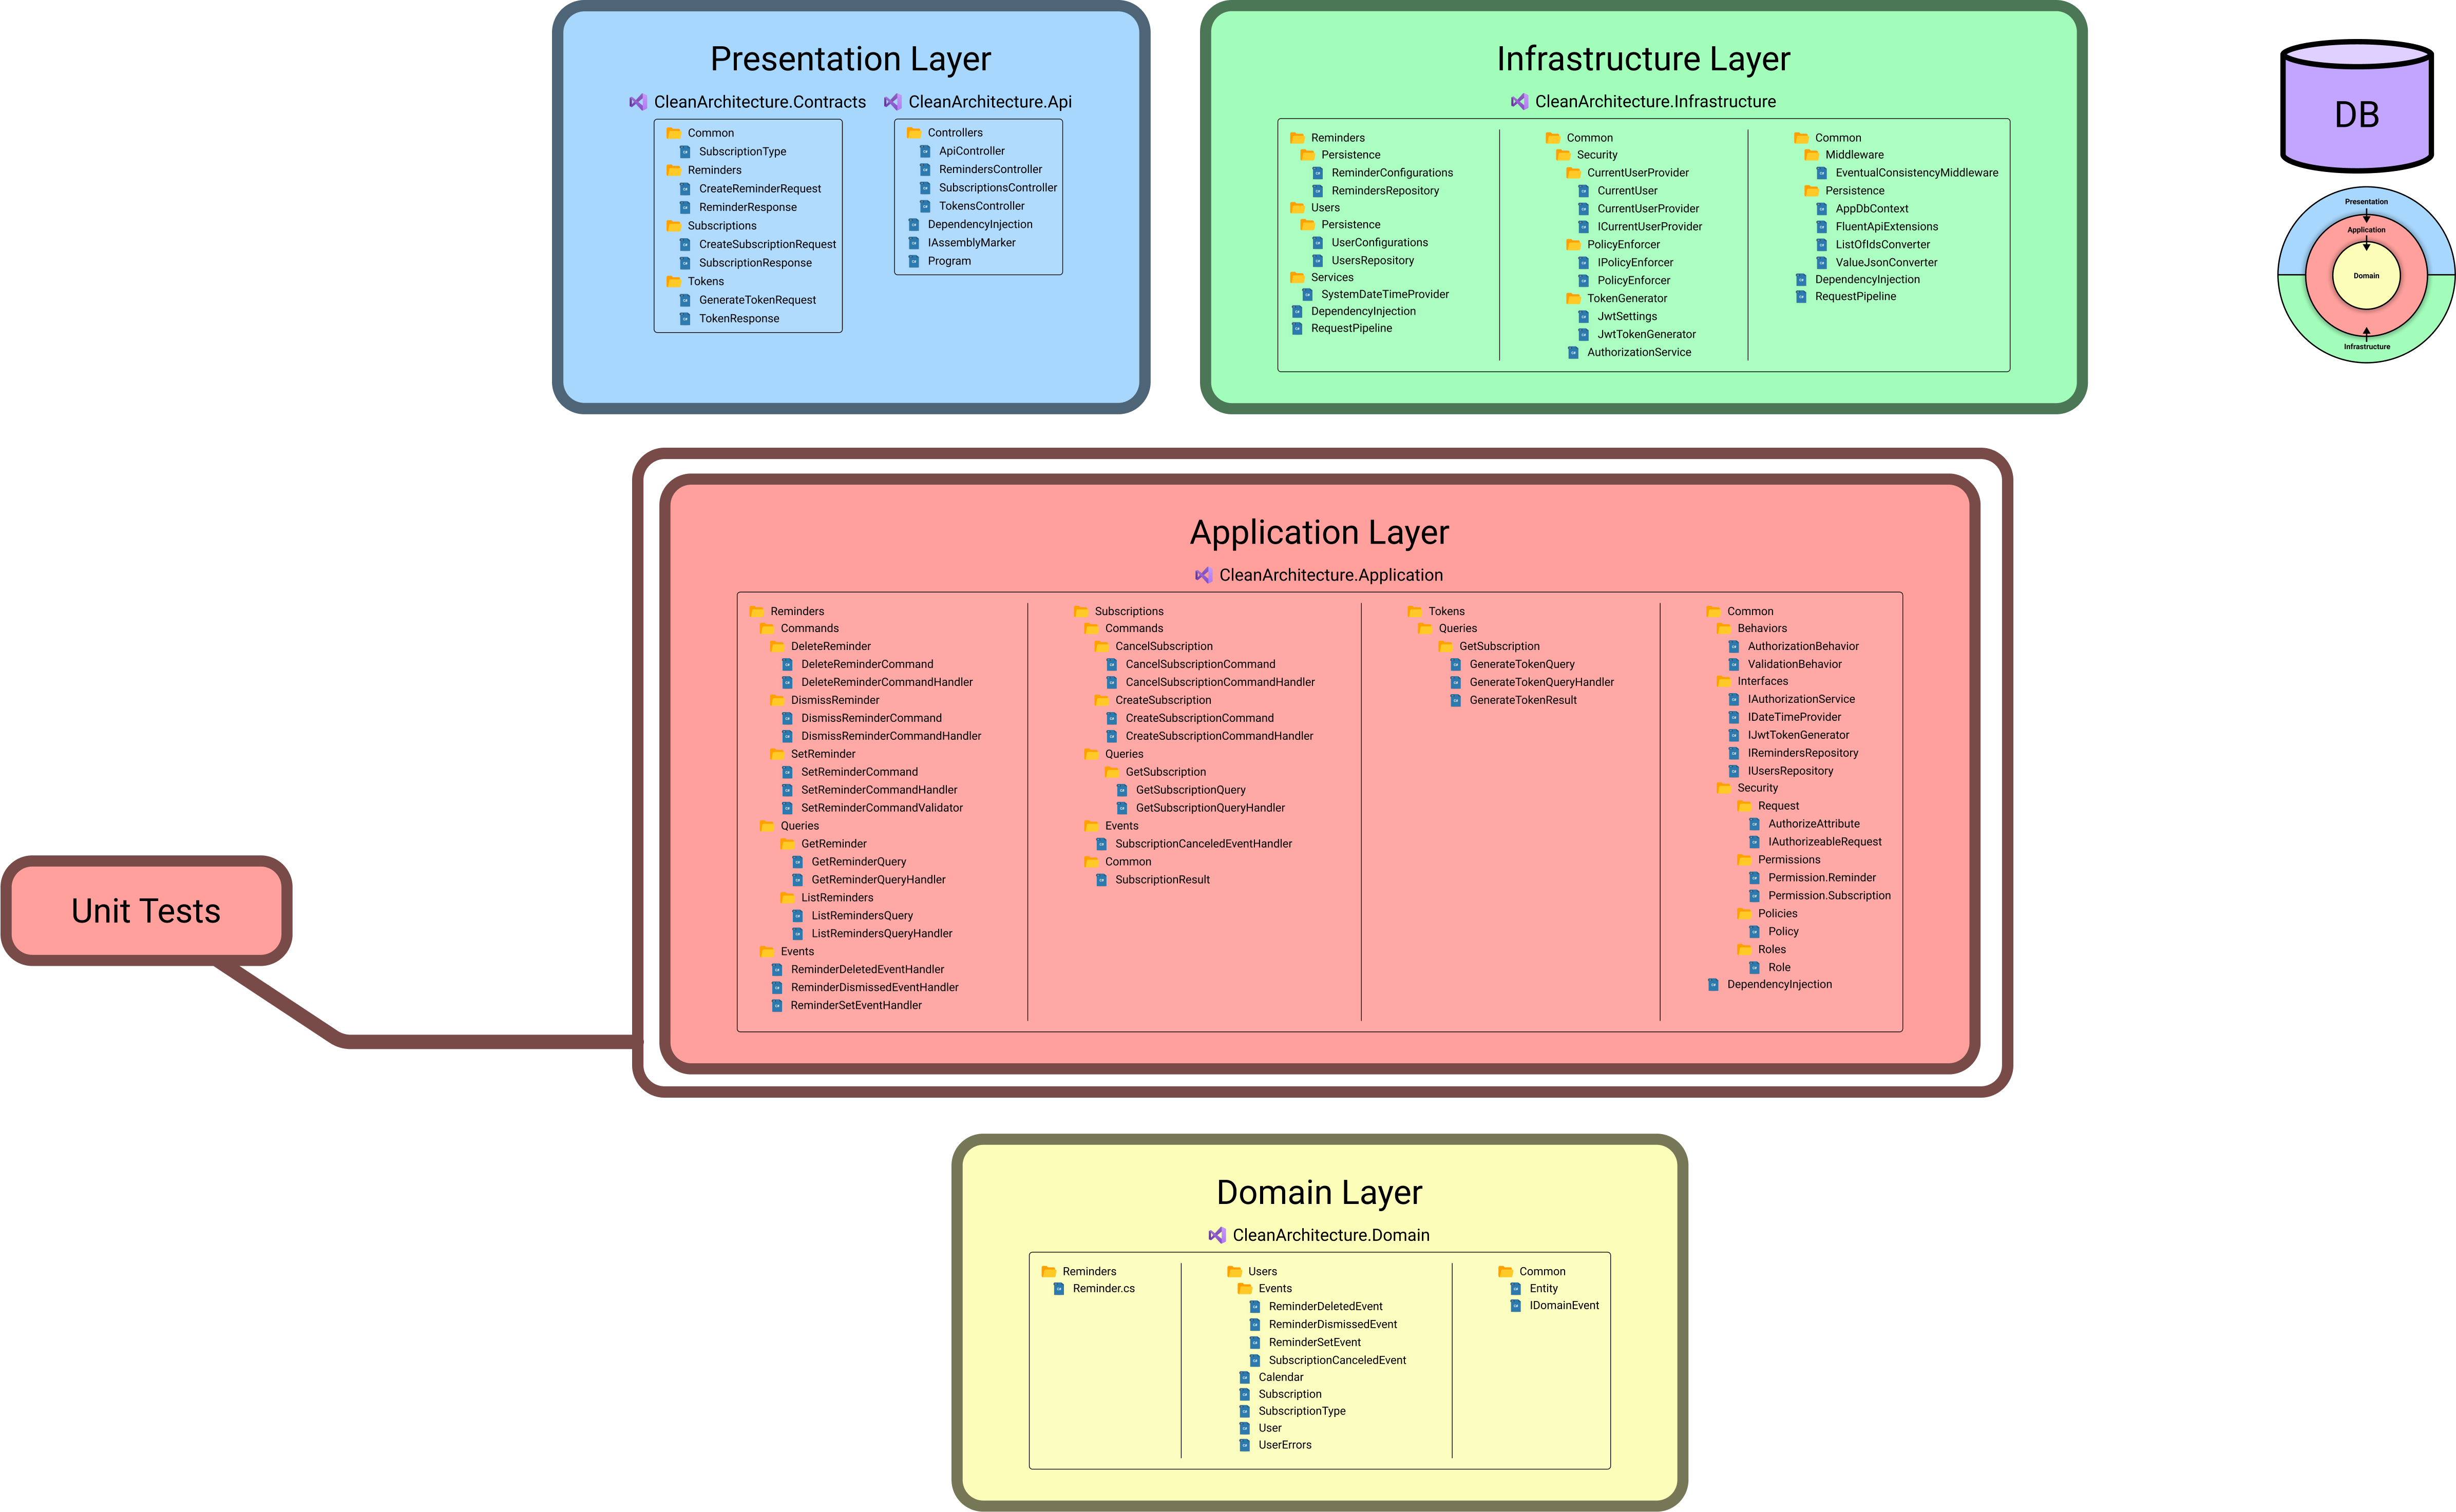 Presentation Layer
CleanArchitecture.Contracts
Common
SubscriptionType
Reminders
CreateReminderRequest
ReminderResponse
Subscriptions
CreateSubscriptionRequest
SubscriptionResponse
Tokens
GenerateTokenRequest
TokenResponse
CleanArchitecture.Api
Controllers
ApiController
RemindersController
SubscriptionsController
TokensController
DependencyInjection
IAssemblyMarker
Program
Infrastructure Layer
CleanArchitecture.Infrastructure
Reminders
Persistence
ReminderConfigurations
RemindersRepository
Users
Persistence
UserConfigurations
UsersRepository
Services
SystemDateTimeProvider
DependencyInjection
RequestPipeline
Common
Security
CurrentUserProvider
CurrentUser
CurrentUserProvider
ICurrentUserProvider
PolicyEnforcer
IPolicyEnforcer
PolicyEnforcer
TokenGenerator
JwtSettings
JwtTokenGenerator
AuthorizationService
Common
Middleware
EventualConsistencyMiddleware
Persistence
AppDbContext
FluentApiExtensions
ListOfIdsConverter
ValueJsonConverter
DependencyInjection
RequestPipeline
DB
Presentation
Application
Domain
Infrastructure
Application Layer
CleanArchitecture.Application
Reminders
Commands
DeleteReminder
DeleteReminderCommand
DeleteReminderCommandHandler
DismissReminder
DismissReminderCommand
DismissReminderCommandHandler
SetReminder
SetReminderCommand
SetReminderCommandHandler
SetReminderCommandValidator
Queries
GetReminder
GetReminderQuery
GetReminderQueryHandler
ListReminders
ListRemindersQuery
ListRemindersQueryHandler
Events
ReminderDeletedEventHandler
ReminderDismissedEventHandler
ReminderSetEventHandler
Subscriptions
Commands
CancelSubscription
CancelSubscriptionCommand
CancelSubscriptionCommandHandler
CreateSubscription
CreateSubscriptionCommand
CreateSubscriptionCommandHandler
Queries
GetSubscription
GetSubscriptionQuery
GetSubscriptionQueryHandler
Events
SubscriptionCanceledEventHandler
Common
SubscriptionResult
Tokens
Queries
GetSubscription
GenerateTokenQuery
GenerateTokenQueryHandler
GenerateTokenResult
Common
Behaviors
AuthorizationBehavior
ValidationBehavior
Interfaces
IAuthorizationService
IDateTimeProvider
IJwtTokenGenerator
IRemindersRepository
IUsersRepository
Security
Request
AuthorizeAttribute
IAuthorizeableRequest
Permissions
Permission.Reminder
Permission.Subscription
Policies
Policy
Roles
Role
DependencyInjection
Unit Tests
Domain Layer
CleanArchitecture.Domain
Reminders
Reminder.cs
Users
Events
ReminderDeletedEvent
ReminderDismissedEvent
ReminderSetEvent
SubscriptionCanceledEvent
Calendar
Subscription
SubscriptionType
User
UserErrors
Common
Entity
IDomainEvent